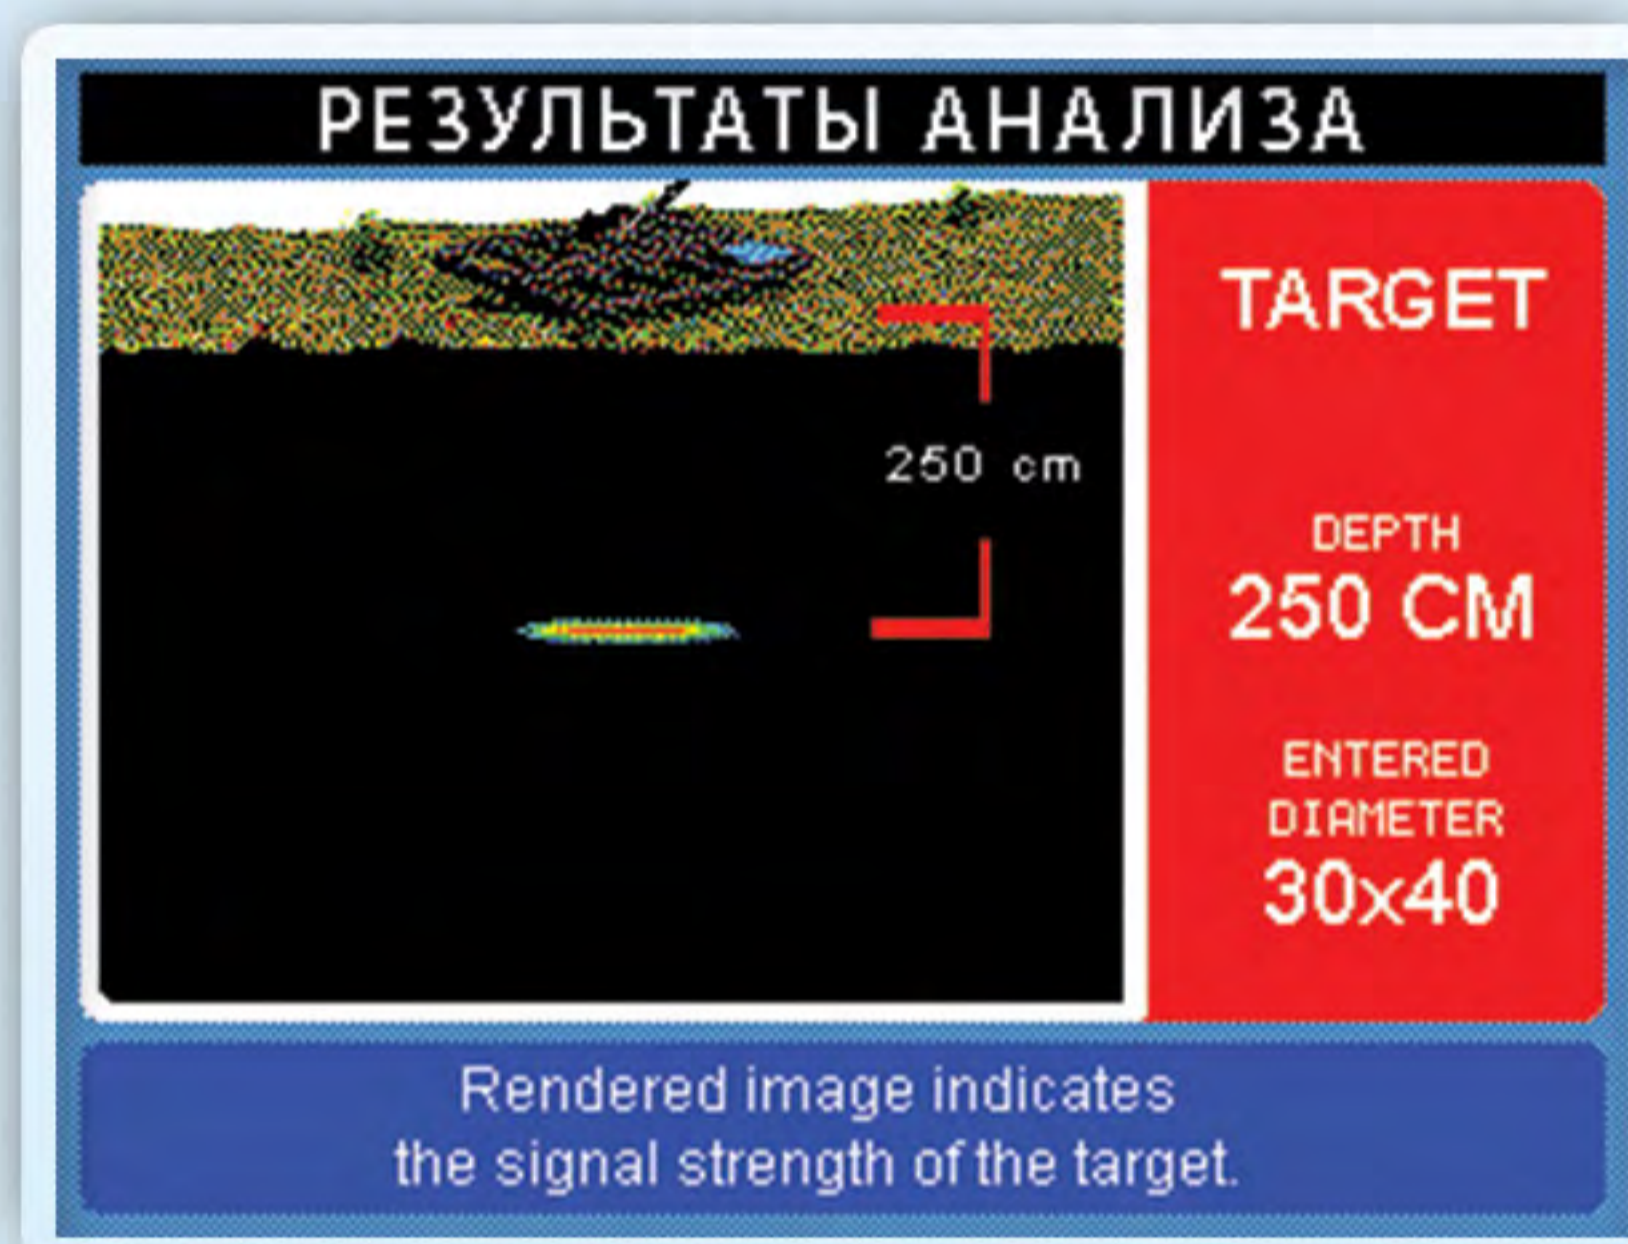 РЕЗУЛЬТАТЫ АНАЛИЗА
250 cm
TARGET
DEPTH
250 CM
ENTERED
DIAMETER
30x40
Rendered image indicates
the signal strength of the target.